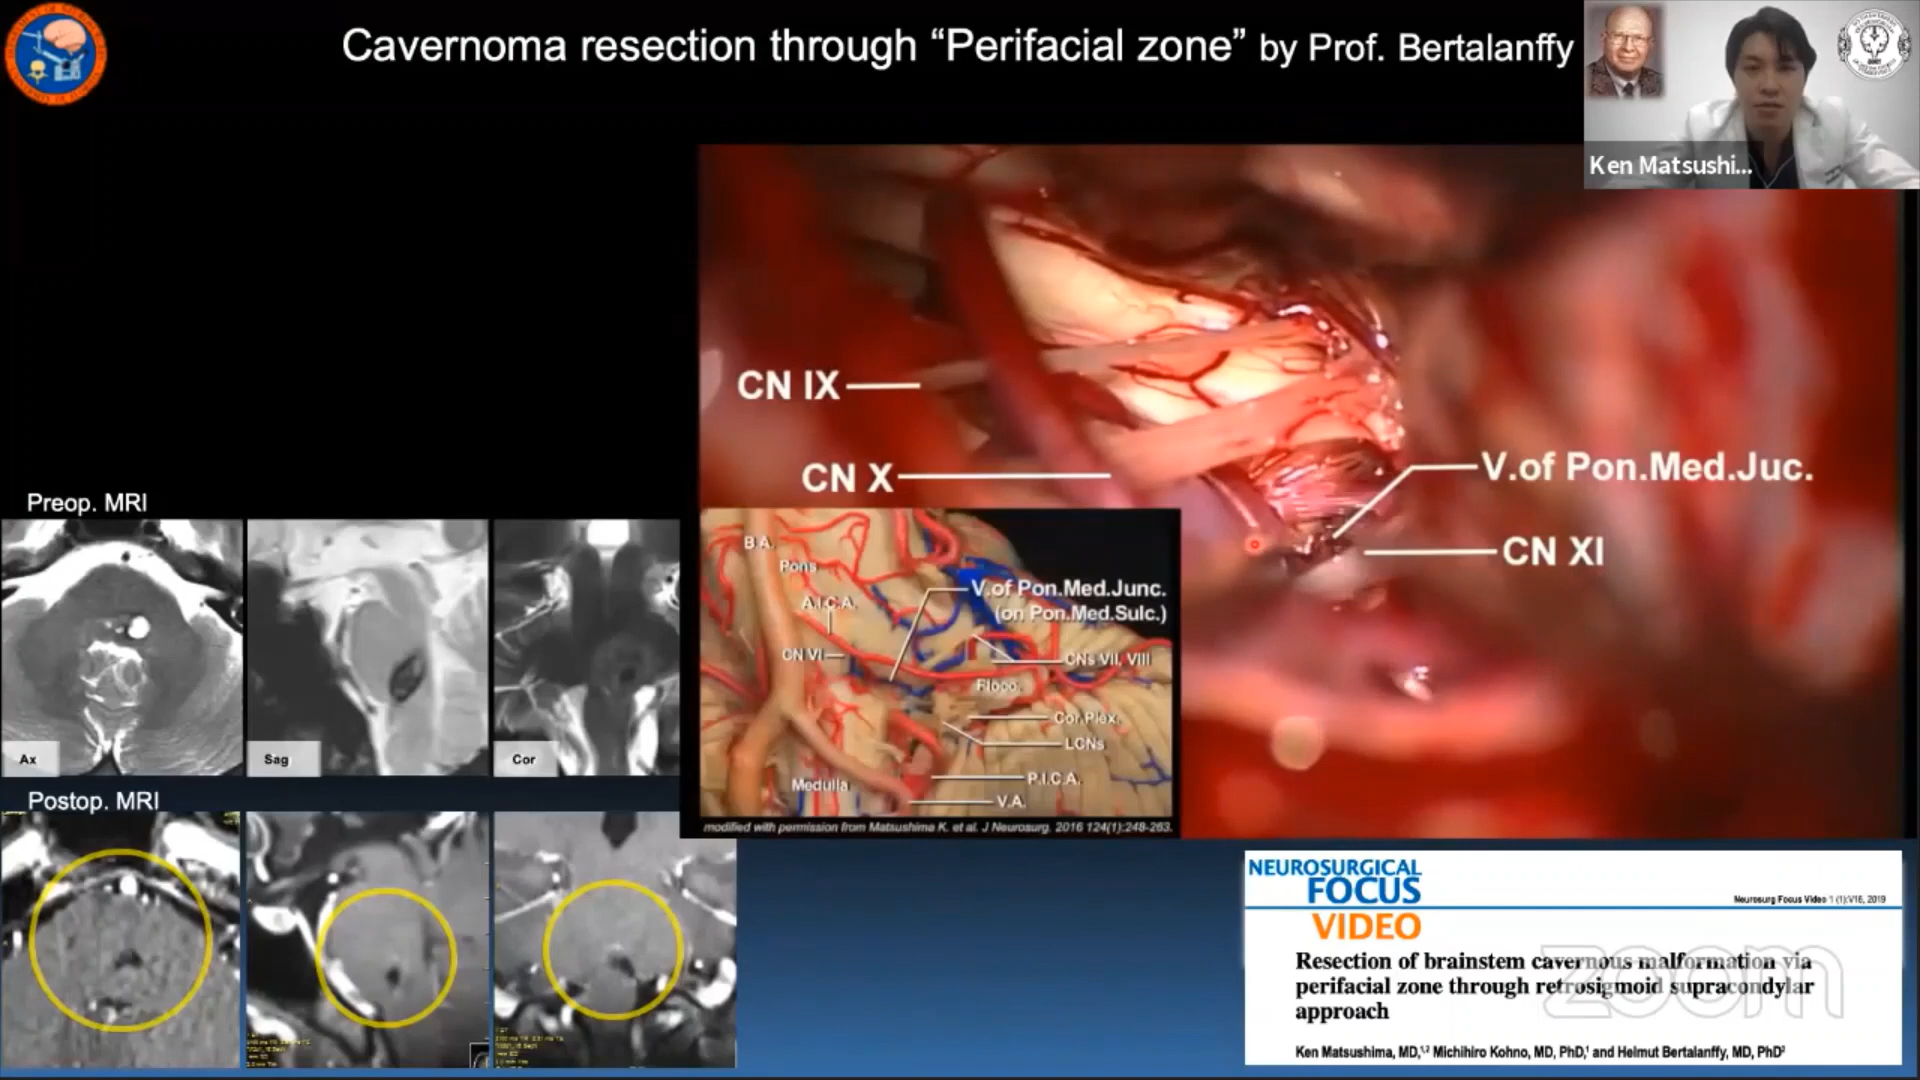 Cavernoma resection through “Perifacial zone” by Prof. Bertalanffy
Ken Matsushi...
CN IX
CN X
V.of Pon.Med.Juc.
CN XI
Preop. MRI
Ax
Sag
Cor
B.A.
Pons
A.I.C.A.
V.of Pon.Med.Junc.
(on Pon.Med.Sulc.)
CN VI
CNs VII, VIII
Flocc.
Cor.Plex.
LCNs
P.I.C.A.
Medulla
V.A.
modified with permission from Matsushima K. et al. J Neurosurg. 2016 124(1):248-263.
Postop. MRI
NEUROSURGICAL
FOCUS
VIDEO
Neurosurg Focus Video 1 (1):V16, 2019
Resection of brainstem cavernous malformation via
perifacial zone through retrosigmoid supracondylar
approach
Ken Matsushima, MD,¹,² Michihiro Kohno, MD, PhD,¹ and Helmut Bertalanffy, MD, PhD²
zoom